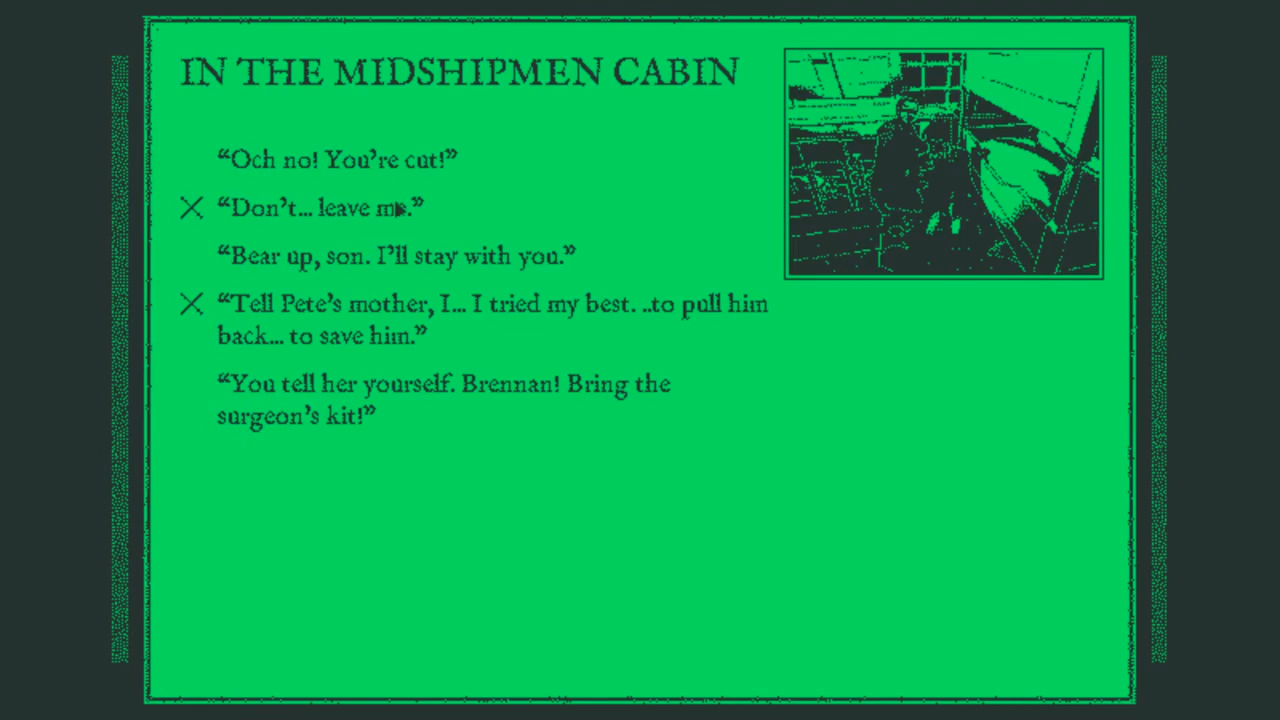 IN THE MIDSHIPMEN CABIN
“Och no! You’re cut!”
“Don’t... leave me.”
“Bear up, son. I’ll stay with you.”
“Tell Pete’s mother, I... I tried my best. ..to pull him
back... to save him.”
“You tell her yourself. Brennan! Bring the
surgeon’s kit!”